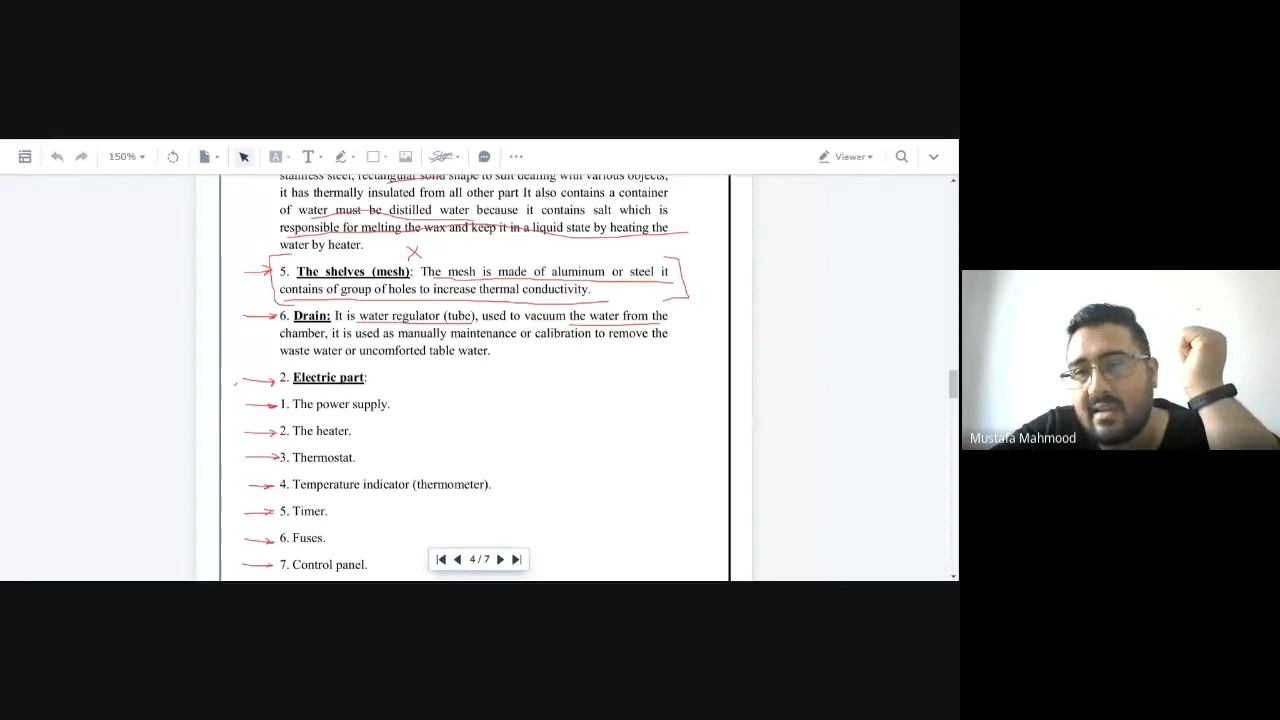 150%
Sign
Viewer
stainless steel, rectangular solid shape to suit dealing with various objects,
it has thermally insulated from all other part It also contains a container
of water must be distilled water because it contains salt which is
responsible for melting the wax and keep it in a liquid state by heating the
water by heater.
5. The shelves (mesh): The mesh is made of aluminum or steel it
contains of group of holes to increase thermal conductivity.
6. Drain: It is water regulator (tube), used to vacuum the water from the
chamber, it is used as manually maintenance or calibration to remove the
waste water or uncomforted table water.
2. Electric part:
1. The power supply.
2. The heater.
3. Thermostat.
4. Temperature indicator (thermometer).
5. Timer.
6. Fuses.
7. Control panel.
4 / 7
Mustafa Mahmood